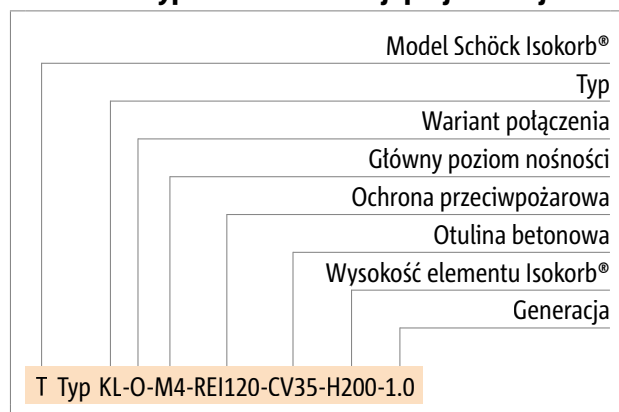 Model Schöck Isokorb®
Typ
Wariant połączenia
Główny poziom nośności
Ochrona przeciwpożarowa
Otulina betonowa
Wysokość elementu Isokorb®
Generacja
T Typ KL-O-M4-REI120-CV35-H200-1.0